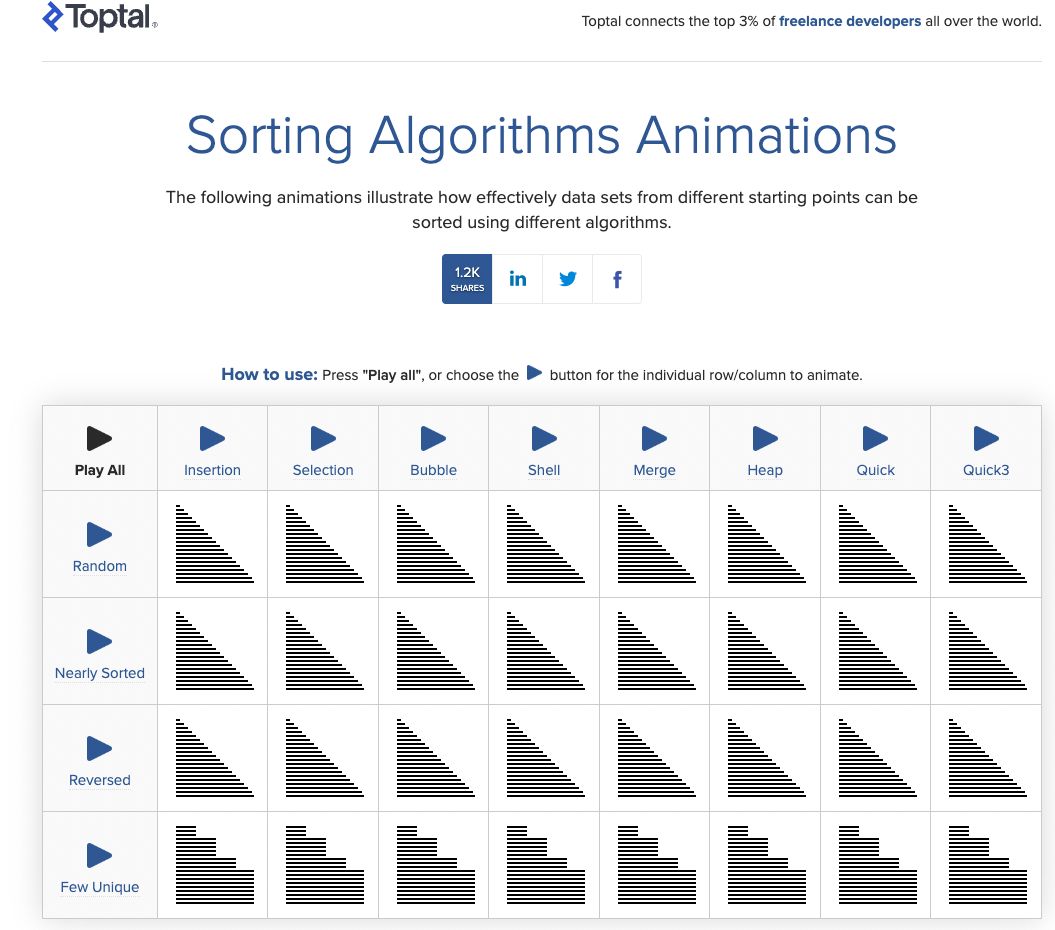 Toptal®
Toptal connects the top 3% of freelance developers all over the world.
Sorting Algorithms Animations
The following animations illustrate how effectively data sets from different starting points can be
sorted using different algorithms.
1.2K
SHARES
in
f
How to use: Press "Play all", or choose the button for the individual row/column to animate.
Play All Insertion Selection Bubble Shell Merge Heap Quick Quick3
Random
Nearly Sorted
Reversed
Few Unique